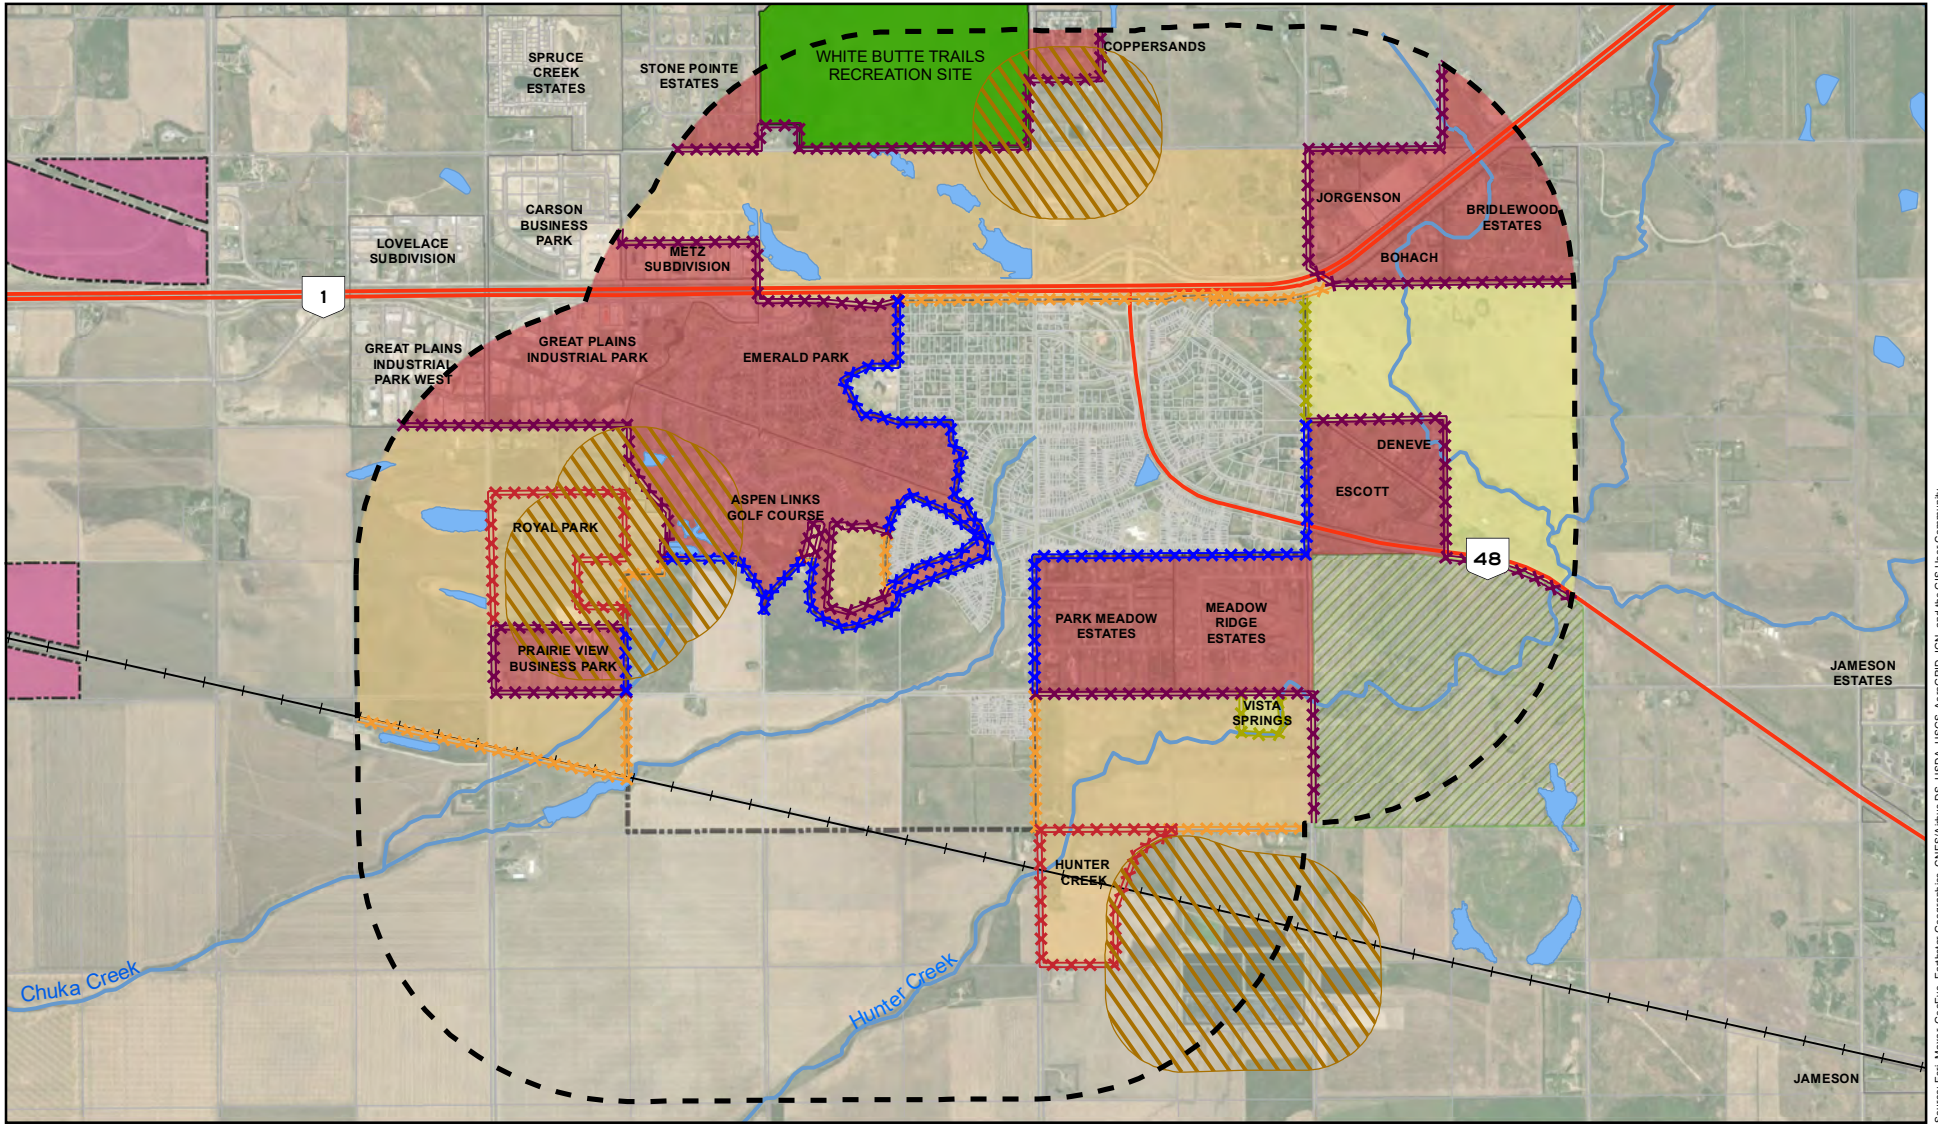 SPRUCE
CREEK
ESTATES
STONE POINTE
ESTATES
WHITE BUTTE TRAILS
RECREATION SITE
COPPERSANDS
CARSON
BUSINESS
PARK
LOVELACE
SUBDIVISION
METZ
SUBDIVISION
JORGENSON
BRIDLEWOOD
ESTATES
BOHACH
1
GREAT PLAINS
INDUSTRIAL
PARK WEST
GREAT PLAINS
INDUSTRIAL PARK
EMERALD PARK
DENEVE
ESCOTT
ASPEN LINKS
GOLF COURSE
ROYAL PARK
48
PRAIRIE VIEW
BUSINESS PARK
PARK MEADOW
ESTATES
MEADOW
RIDGE
ESTATES
JAMESON
ESTATES
VISTA
SPRINGS
HUNTER
CREEK
Chuka Creek
Hunter Creek
JAMESON